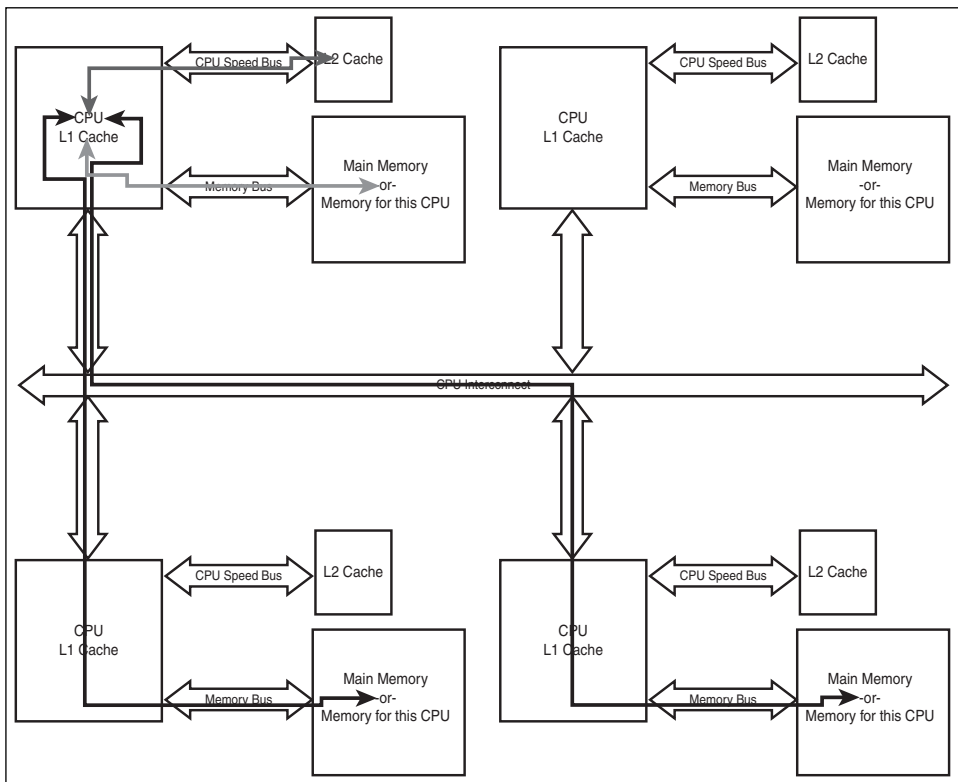 CPU Speed Bus
L2 Cache
CPU
L1 Cache
Memory Bus
Main Memory
-or-
Memory for this CPU
CPU Speed Bus
L2 Cache
CPU
L1 Cache
Memory Bus
Main Memory
-or-
Memory for this CPU
CPU Interconnect
CPU Speed Bus
L2 Cache
CPU
L1 Cache
Memory Bus
Main Memory
-or-
Memory for this CPU
CPU Speed Bus
L2 Cache
CPU
L1 Cache
Memory Bus
Main Memory
-or-
Memory for this CPU